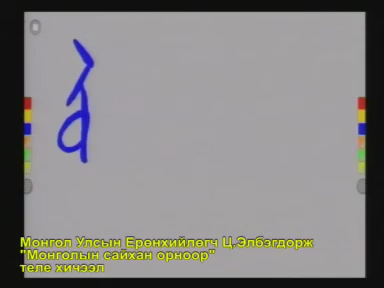 Монгол Улсын Ерөнхийлөгч Ц.Элбэгдорж
"Монголын сайхан орноор"
теле хичээл